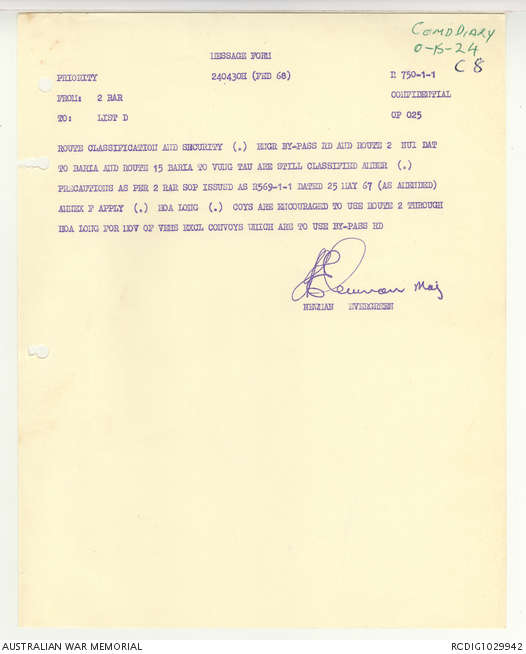 COMD DIARY
0-B-24
C 8
MESSAGE FORM
PRIORITY 240430H (FEB 68) R 750-1-1
FROM: 2 RAR CONFIDENTIAL
TO: LIST D OP 025
ROUTE CLASSIFICATION AND SECURITY (.) ENGR BY-PASS RD AND ROUTE 2 NUI DAT
TO BARIA AND ROUTE 15 BARIA TO VUNG TAU ARE STILL CLASSIFIED AMBER (.)
PRECAUTIONS AS PER 2 RAR SOP ISSUED AS R569-1-1 DATED 25 MAY 67 (AS AMENDED)
ANNEX F APPLY (.) HOA LONG (.) COYS ARE ENCOURAGED TO USE ROUTE 2 THROUGH
HOA LONG FOR MOV OF VEHS EXCL CONVOYS WHICH ARE TO USE BY-PASS RD
Newman Maj
NEWMAN EVERGREEN
AUSTRALIAN WAR MEMORIAL RCDIG1029942